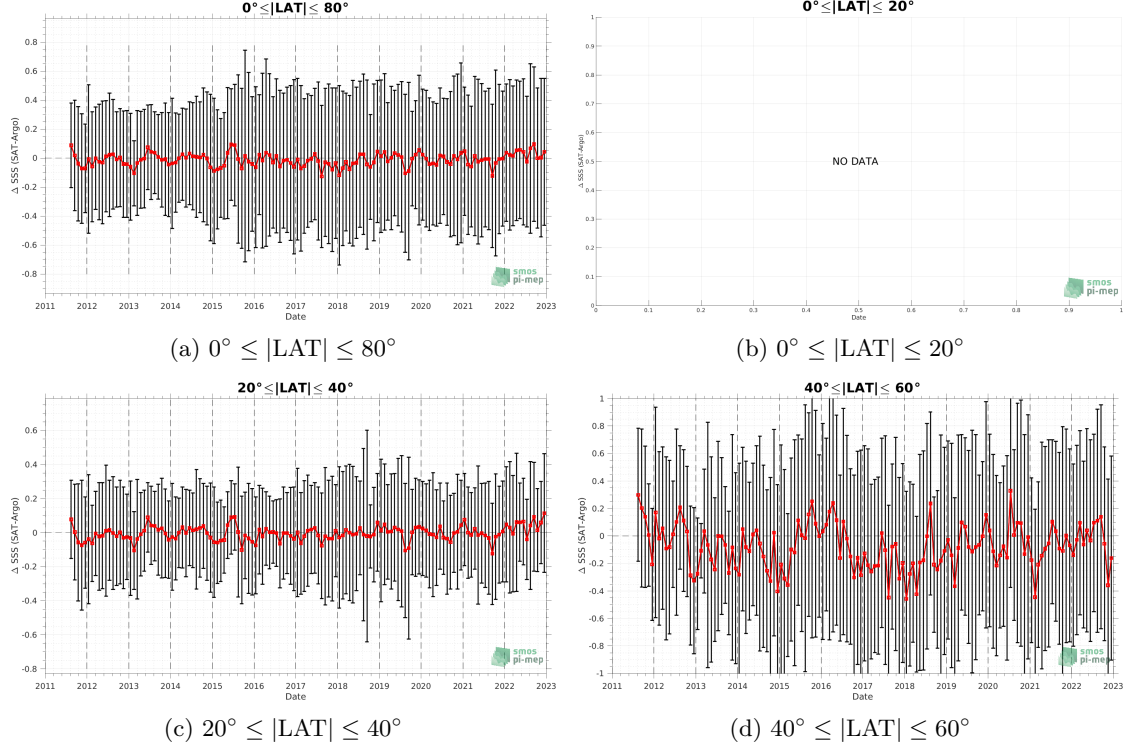 0°≤|LAT|≤ 80°
Δ SSS (SAT-Argo)
0.8
0.6
0.4
0.2
0
-0.2
-0.4
-0.6
-0.8
smos
pi-mep
2011 2012 2013 2014 2015 2016 2017 2018 2019 2020 2021 2022 2023
Date
(a) 0° ≤ |LAT| ≤ 80°
0°≤|LAT|≤ 20°
Δ SSS (SAT-Argo)
1
0.9
0.8
0.7
0.6
0.5
0.4
0.3
0.2
0.1
0
NO DATA
smos
pi-mep
0 0.1 0.2 0.3 0.4 0.5 0.6 0.7 0.8 0.9 1
Date
(b) 0° ≤ |LAT| ≤ 20°
20°≤|LAT|≤ 40°
Δ SSS (SAT-Argo)
0.6
0.4
0.2
0
-0.2
-0.4
-0.6
-0.8
smos
pi-mep
2011 2012 2013 2014 2015 2016 2017 2018 2019 2020 2021 2022 2023
Date
(c) 20° ≤ |LAT| ≤ 40°
40°≤|LAT|≤ 60°
Δ SSS (SAT-Argo)
1
0.8
0.6
0.4
0.2
0
-0.2
-0.4
-0.6
-0.8
-1
smos
pi-mep
2011 2012 2013 2014 2015 2016 2017 2018 2019 2020 2021 2022 2023
Date
(d) 40° ≤ |LAT| ≤ 60°